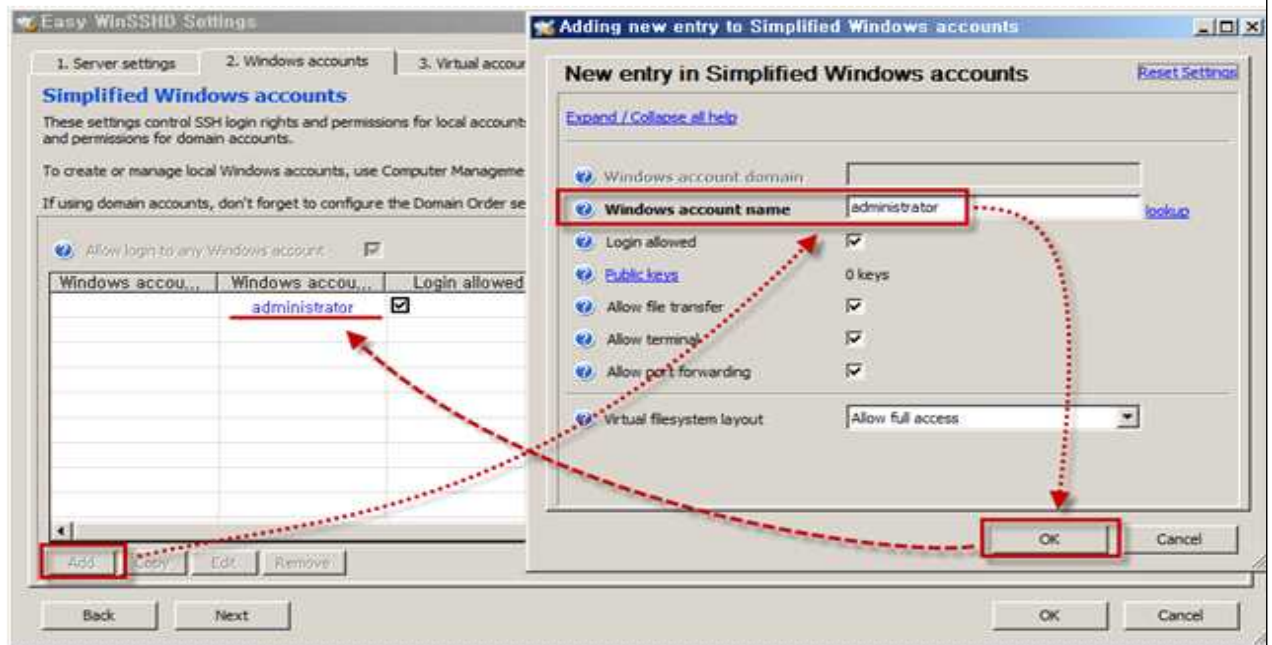 Easy WinSSHD Settings
1. Server settings
2. Windows accounts
3. Virtual accour
Simplified Windows accounts
These settings control SSH login rights and permissions for local account
and permissions for domain accounts.
To create or manage local Windows accounts, use Computer Manageme
If using domain accounts, don't forget to configure the Domain Order se
Allow login to any Windows account
Windows accou...
Windows accou...
Login allowed
administrator
Add
Copy
Edit
Remove
Back
Next
OK
Cancel
Adding new entry to Simplified Windows accounts
New entry in Simplified Windows accounts
Reset Settings
Expand / Collapse all help
Windows account domain
Windows account name
administrator
lookup
Login allowed
Public keys
0 keys
Allow file transfer
Allow terminal
Allow port forwarding
Virtual filesystem layout
Allow full access
OK
Cancel